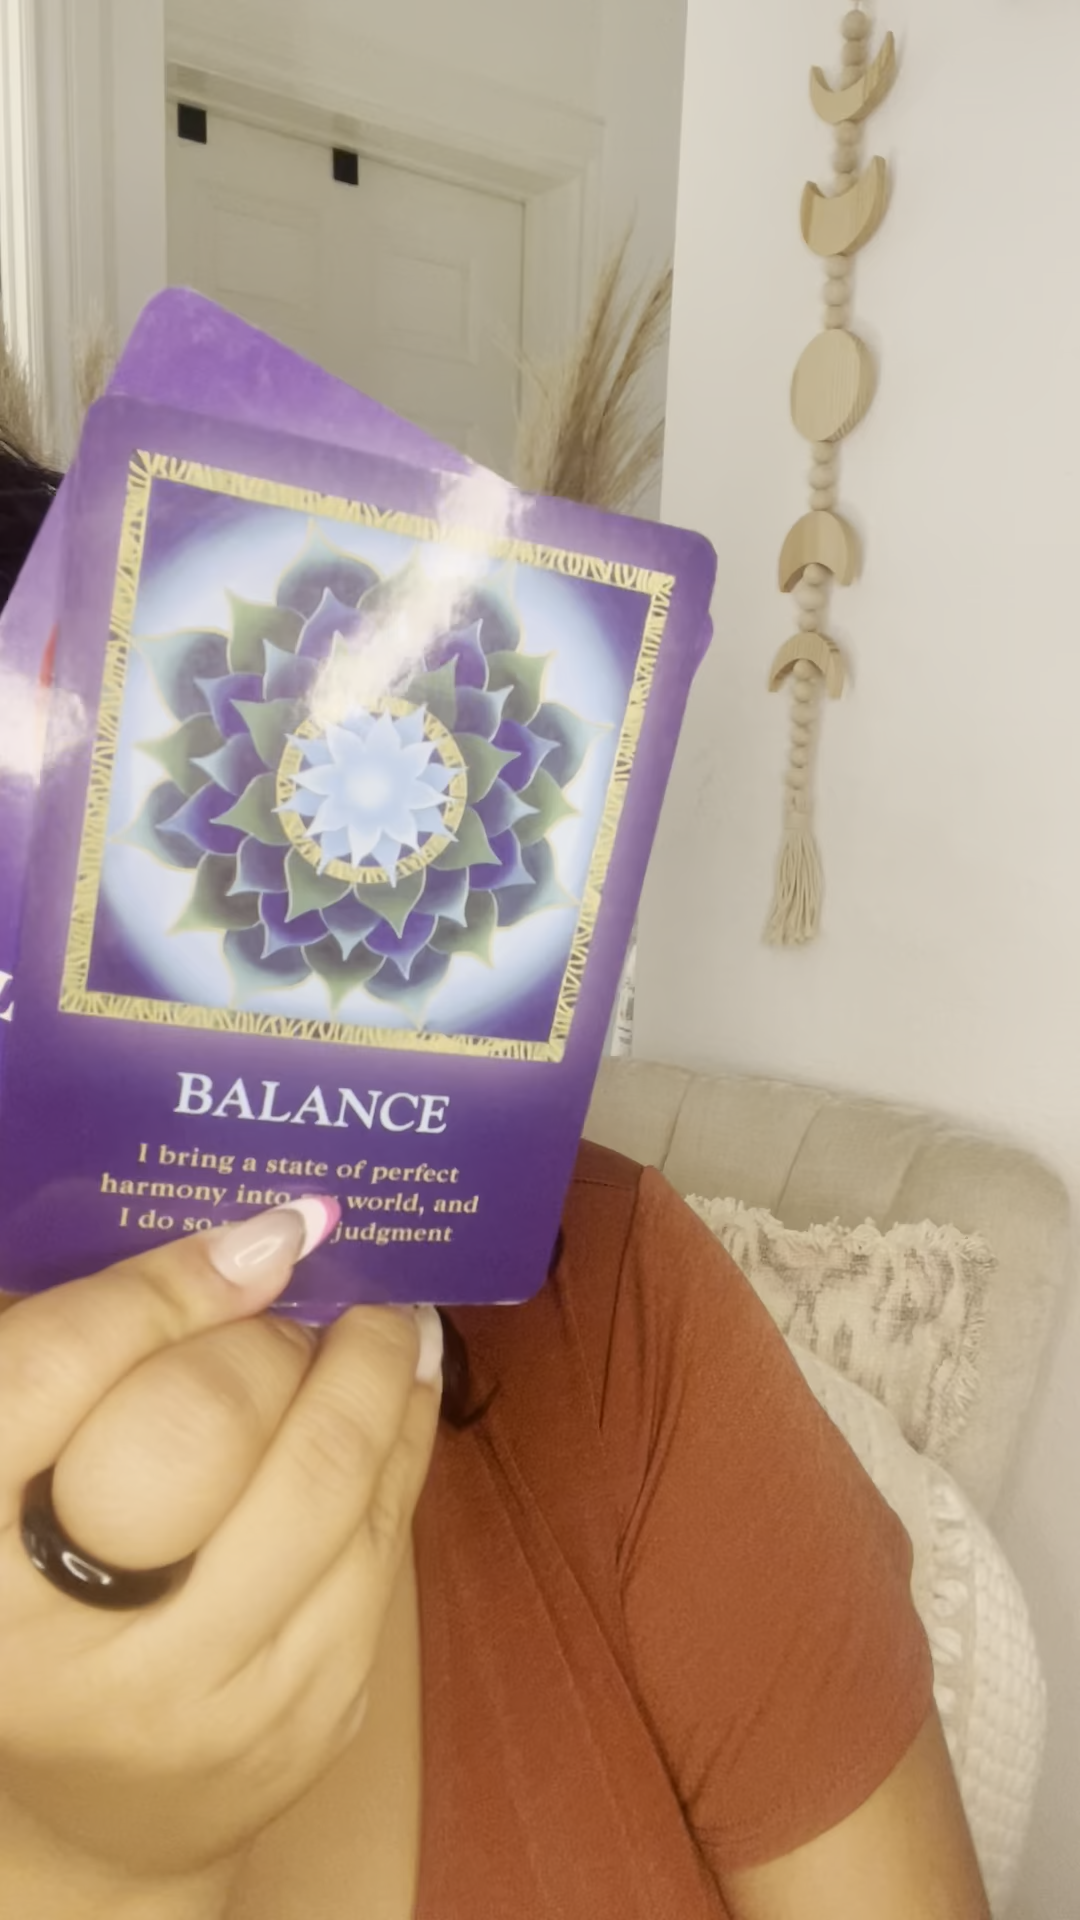 BALANCE
I bring a state of perfect
harmony into world, and
I do so judgment
L